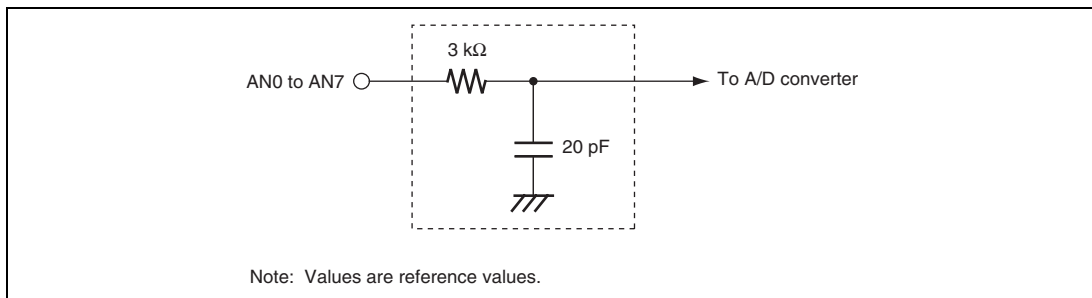 3 kΩ
AN0 to AN7
To A/D converter
20 pF
Note: Values are reference values.